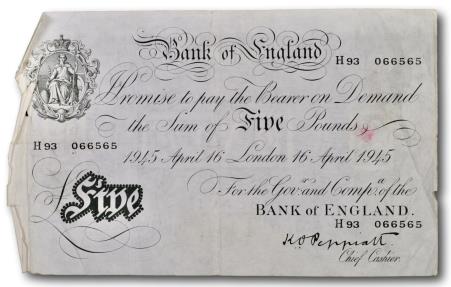 Bank of England
H93 066565
I Promise to pay the Bearer on Demand
the Sum of Five Pounds
H93 066565
1945 April 16 London 16 April 1945
For the Govr. and Compa. of the
BANK of ENGLAND.
H93 066565
Five
K O Peppiatt
Chief Cashier.